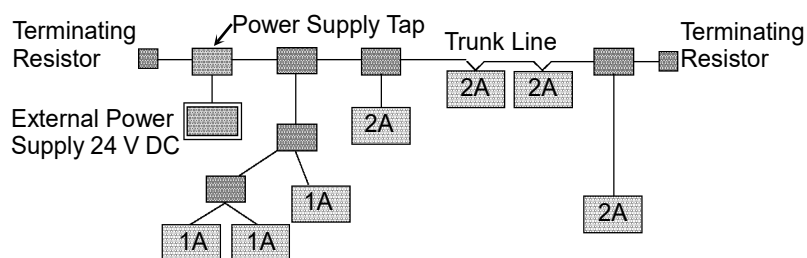 Terminating
Resistor
Power Supply Tap
Trunk Line
Terminating
Resistor
External Power
Supply 24 V DC
2A
2A
2A
1A
2A
1A
1A